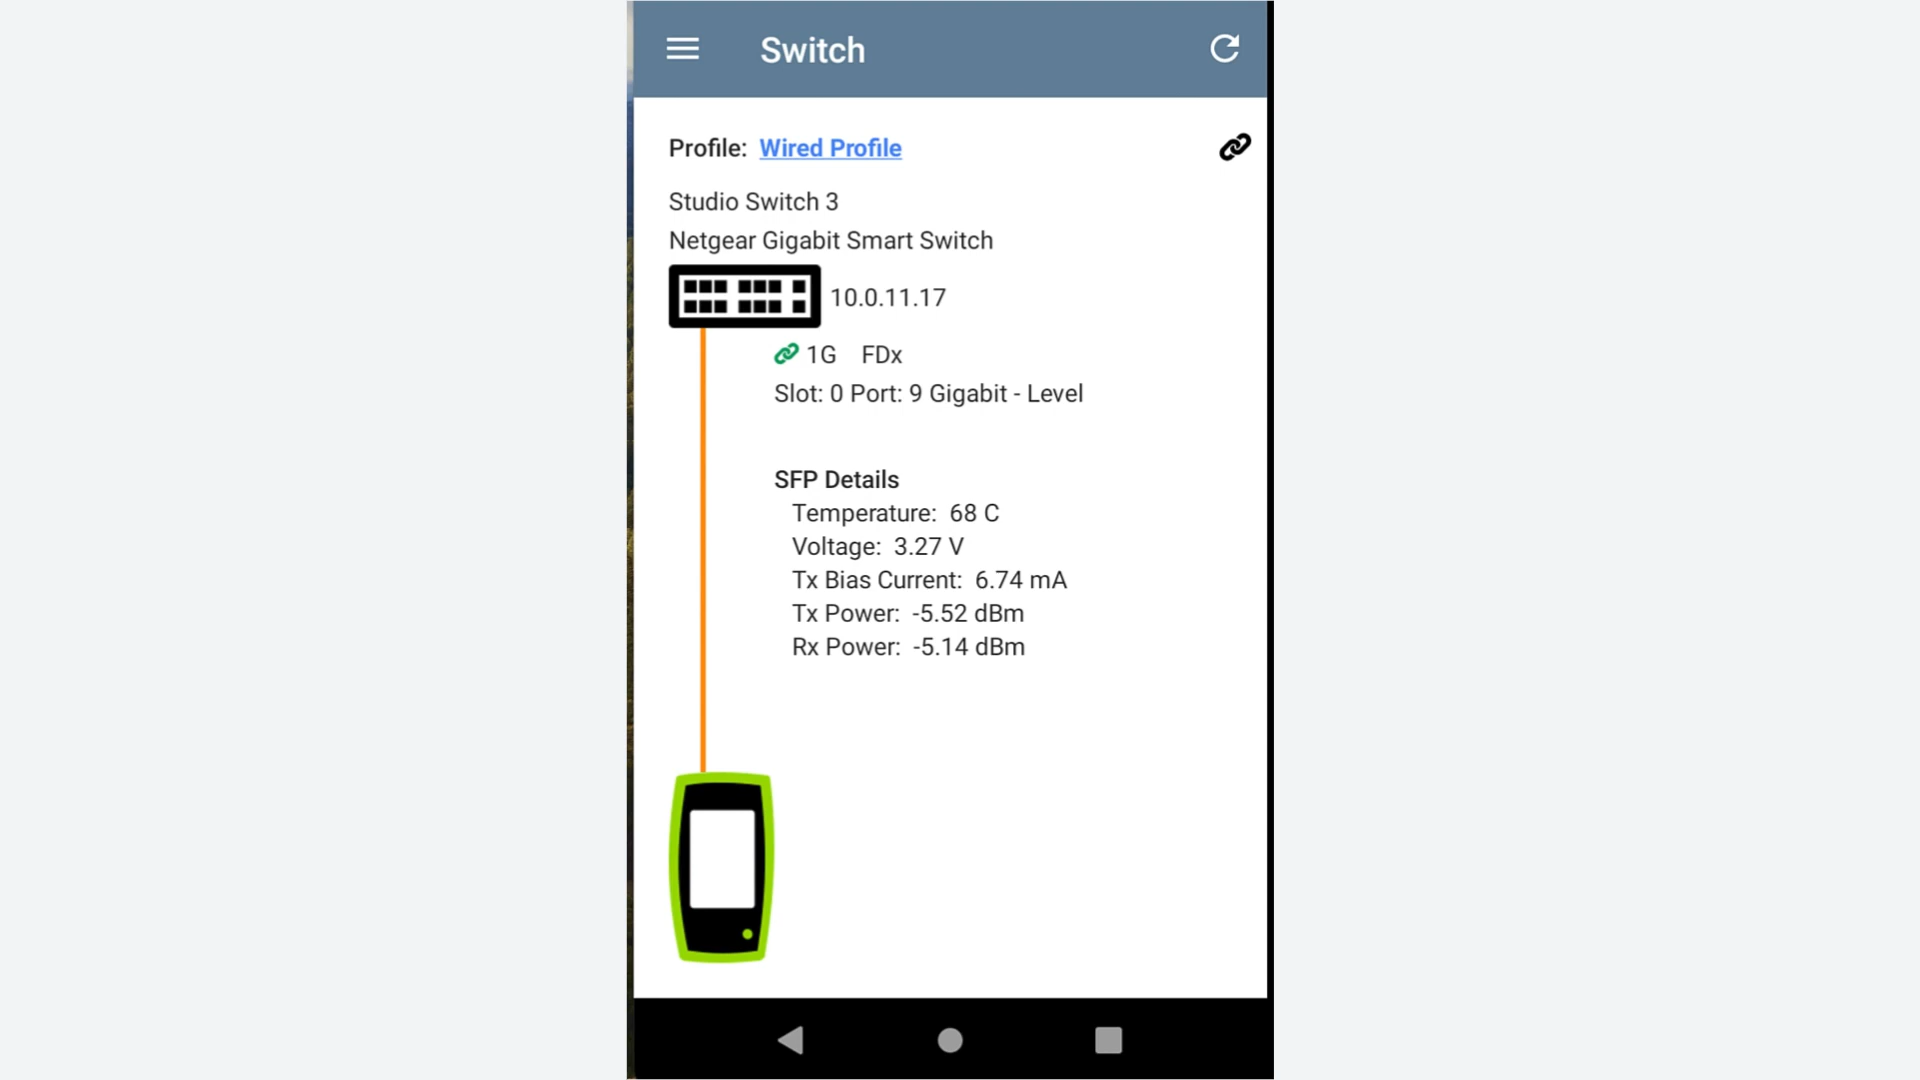 Switch
Profile: Wired Profile
Studio Switch 3
Netgear Gigabit Smart Switch
10.0.11.17
1G FDx
Slot: 0 Port: 9 Gigabit - Level
SFP Details
Temperature: 68 C
Voltage: 3.27 V
Tx Bias Current: 6.74 mA
Tx Power: -5.52 dBm
Rx Power: -5.14 dBm